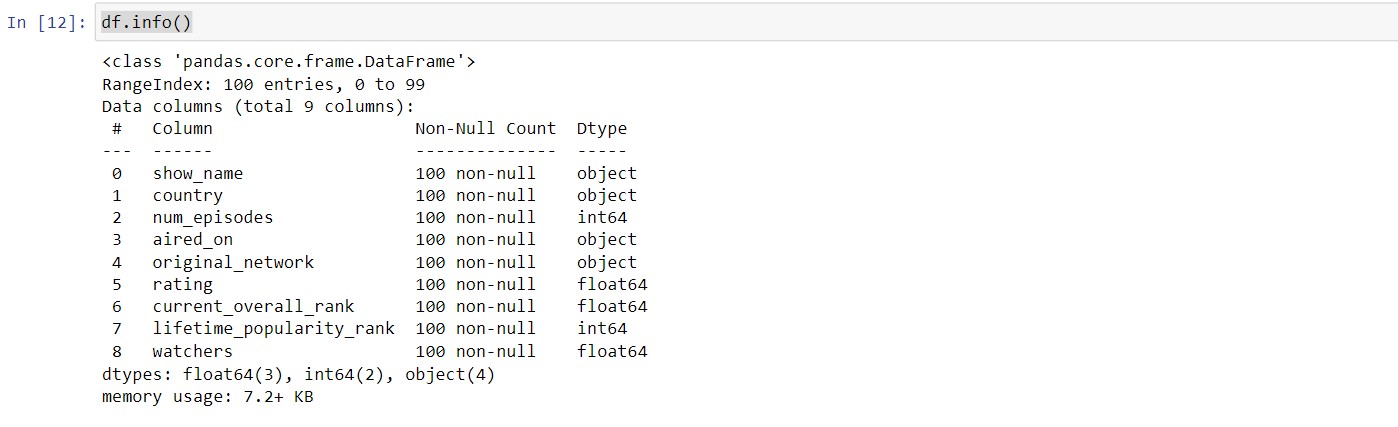 In [12]: df.info()
<class 'pandas.core.frame.DataFrame'>
RangeIndex: 100 entries, 0 to 99
Data columns (total 9 columns):
 #   Column                    Non-Null Count  Dtype
---  ------                    --------------  -----
 0   show_name                 100 non-null    object
 1   country                   100 non-null    object
 2   num_episodes              100 non-null    int64
 3   aired_on                  100 non-null    object
 4   original_network          100 non-null    object
 5   rating                    100 non-null    float64
 6   current_overall_rank      100 non-null    float64
 7   lifetime_popularity_rank  100 non-null    int64
 8   watchers                  100 non-null    float64
dtypes: float64(3), int64(2), object(4)
memory usage: 7.2+ KB